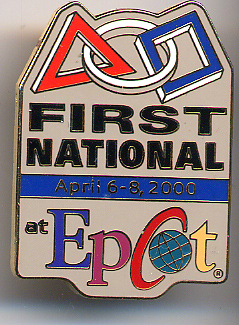 FIRST
NATIONAL
April 6-8, 2000
at Epcot®